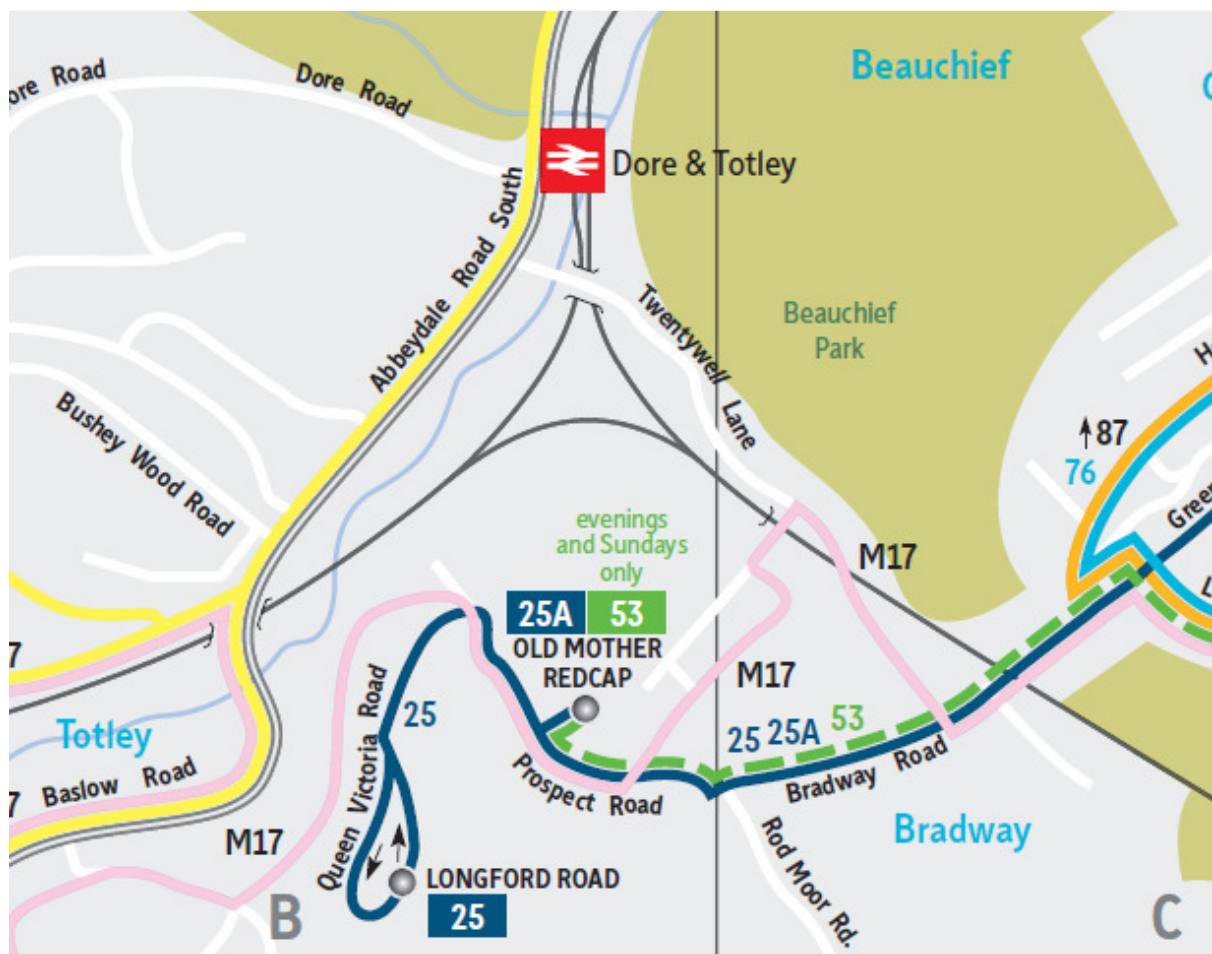 Dore Road
Beauchief
Dore & Totley
Abbeydale Road South
Twentywell Lane
Beauchief
Park
Bushey Wood Road
87
76
evenings
and Sundays
only
M17
25A 53
OLD MOTHER
REDCAP
M17
Totley
25
25 25A 53
Queen Victoria Road
Prospect Road
Bradway Road
Baslow Road
M17
Bradway
LONGFORD ROAD
25
Rod Moor Rd.
B
C